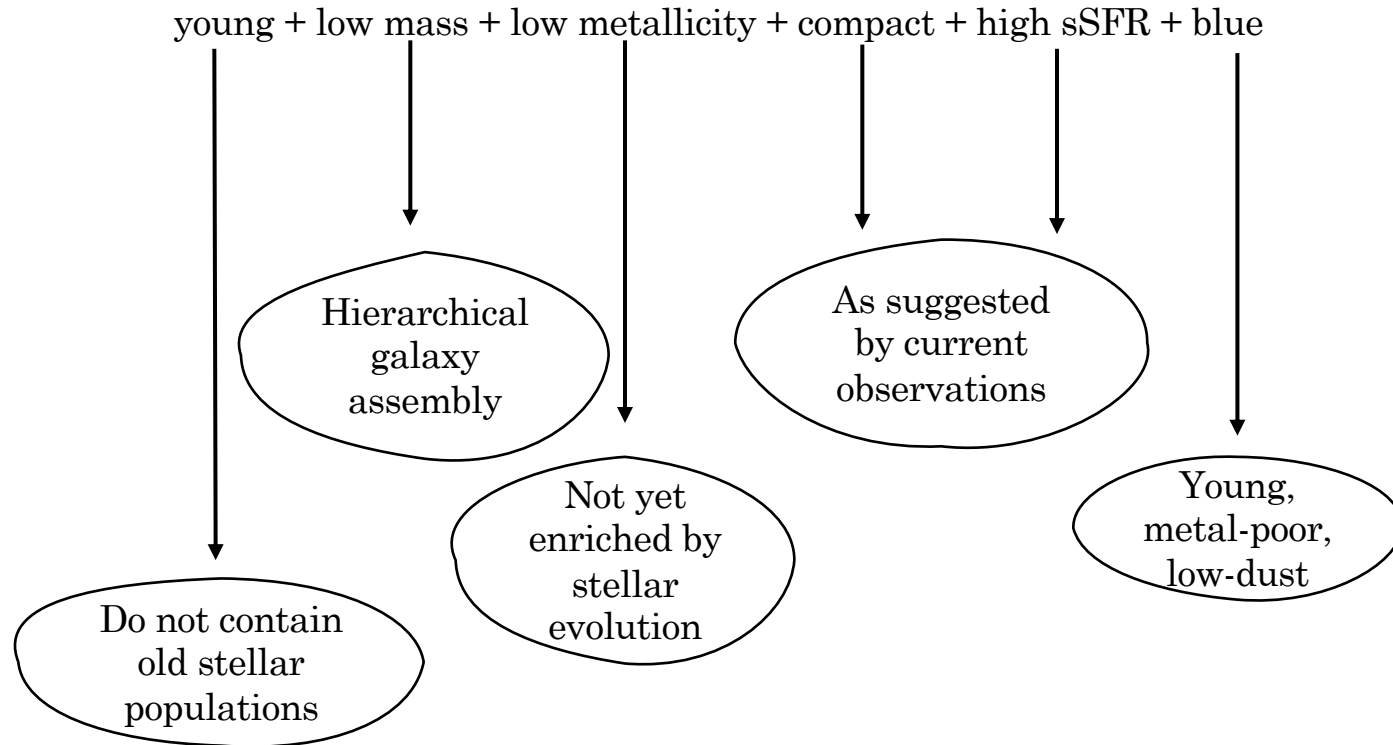 young + low mass + low metallicity + compact + high sSFR + blue
Hierarchical
galaxy
assembly
As suggested
by current
observations
Not yet
enriched by
stellar
evolution
Young,
metal-poor,
low-dust
Do not contain
old stellar
populations